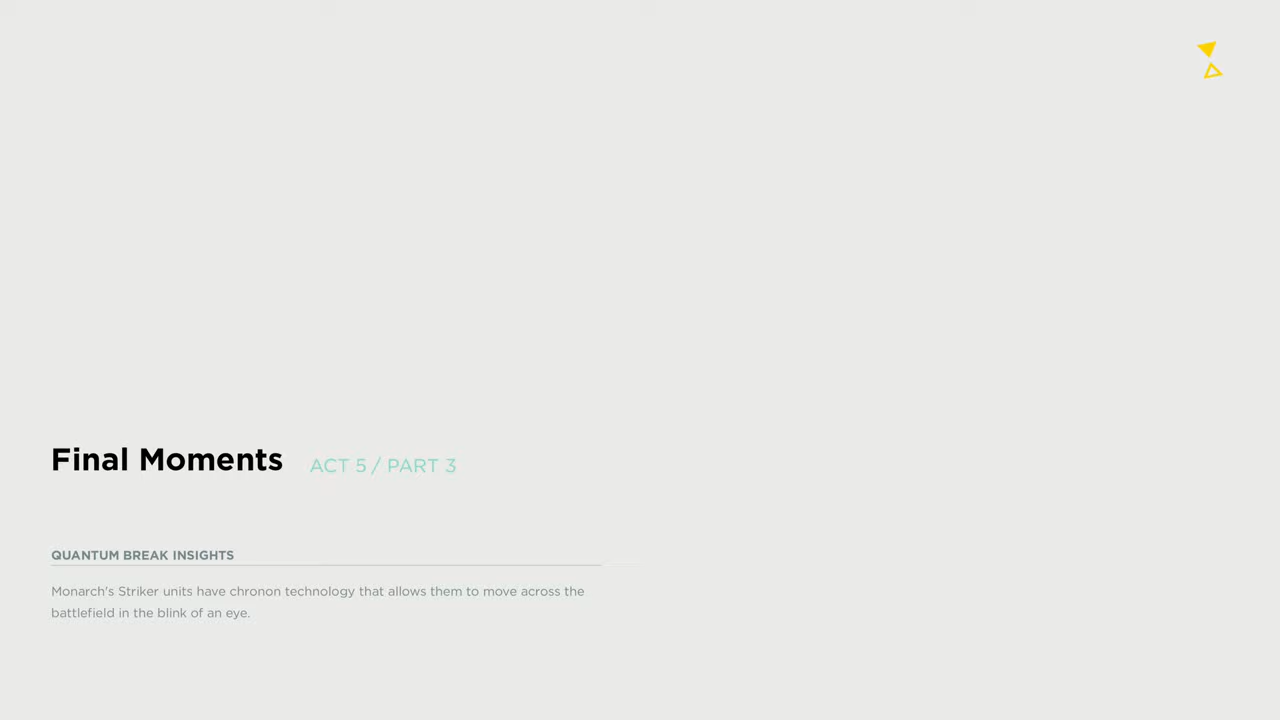 Final Moments ACT 5 / PART 3
QUANTUM BREAK INSIGHTS
Monarch's Striker units have chronon technology that allows them to move across the
battlefield in the blink of an eye.